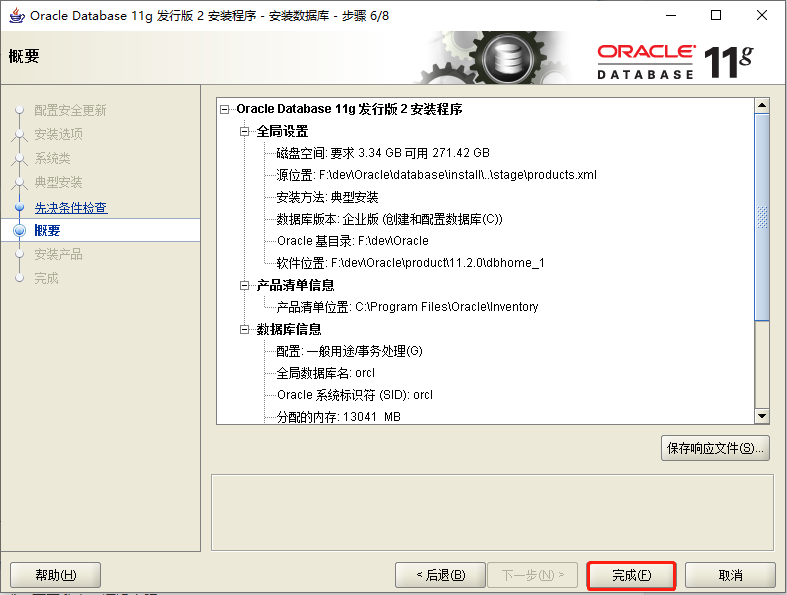 Oracle Database 11g 发行版 2 安装程序 - 安装数据库 - 步骤 6/8
概要
ORACLE
DATABASE
11g
配置安全更新
安装选项
系统类
典型安装
先决条件检查
概要
安装产品
完成
Oracle Database 11g 发行版 2 安装程序
全局设置
磁盘空间: 要求 3.34 GB 可用 271.42 GB
源位置: F:\dev\Oracle\database\install\..\stage\products.xml
安装方法: 典型安装
数据库版本: 企业版 (创建和配置数据库(C))
Oracle 基目录: F:\dev\Oracle
软件位置: F:\dev\Oracle\product\11.2.0\dbhome_1
产品清单信息
产品清单位置: C:\Program Files\Oracle\Inventory
数据库信息
配置: 一般用途/事务处理(G)
全局数据库名: orcl
Oracle 系统标识符 (SID): orcl
分配的内存: 13041 MB
保存响应文件(S)...
帮助(H)
< 后退(B)
下一步(N) >
完成(F)
取消